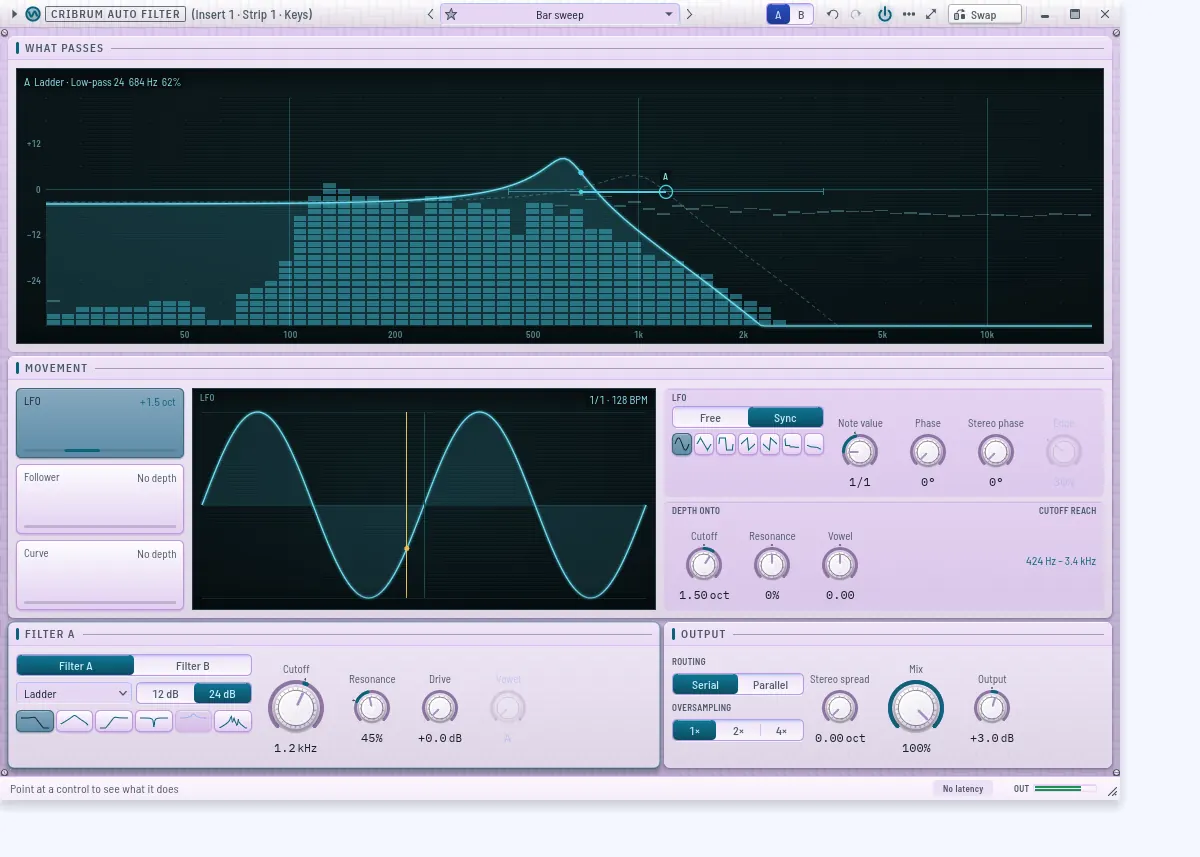 CRIBRUM AUTO FILTER (Insert 1 · Strip 1 · Keys)
Bar sweep
A B
Swap
WHAT PASSES
A Ladder · Low-pass 24 684 Hz 62%
+12
0
-12
-24
A
50 100 200 500 1k 2k 5k 10k
MOVEMENT
LFO +1.5 oct
Follower No depth
Curve No depth
LFO 1/1 · 128 BPM
LFO
Free Sync
Note value Phase Stereo phase
1/1 0° 0°
DEPTH ONTO CUTOFF REACH
Cutoff Resonance Vowel
424 Hz – 3.4 kHz
1.50 oct 0% 0.00
FILTER A
Filter A Filter B
Ladder 12 dB 24 dB
Cutoff Resonance Drive Vowel
1.2 kHz 45% +0.0 dB A
OUTPUT
ROUTING
Serial Parallel
OVERSAMPLING
1× 2× 4×
Stereo spread Mix Output
0.00 oct 100% +3.0 dB
Point at a control to see what it does
No latency OUT